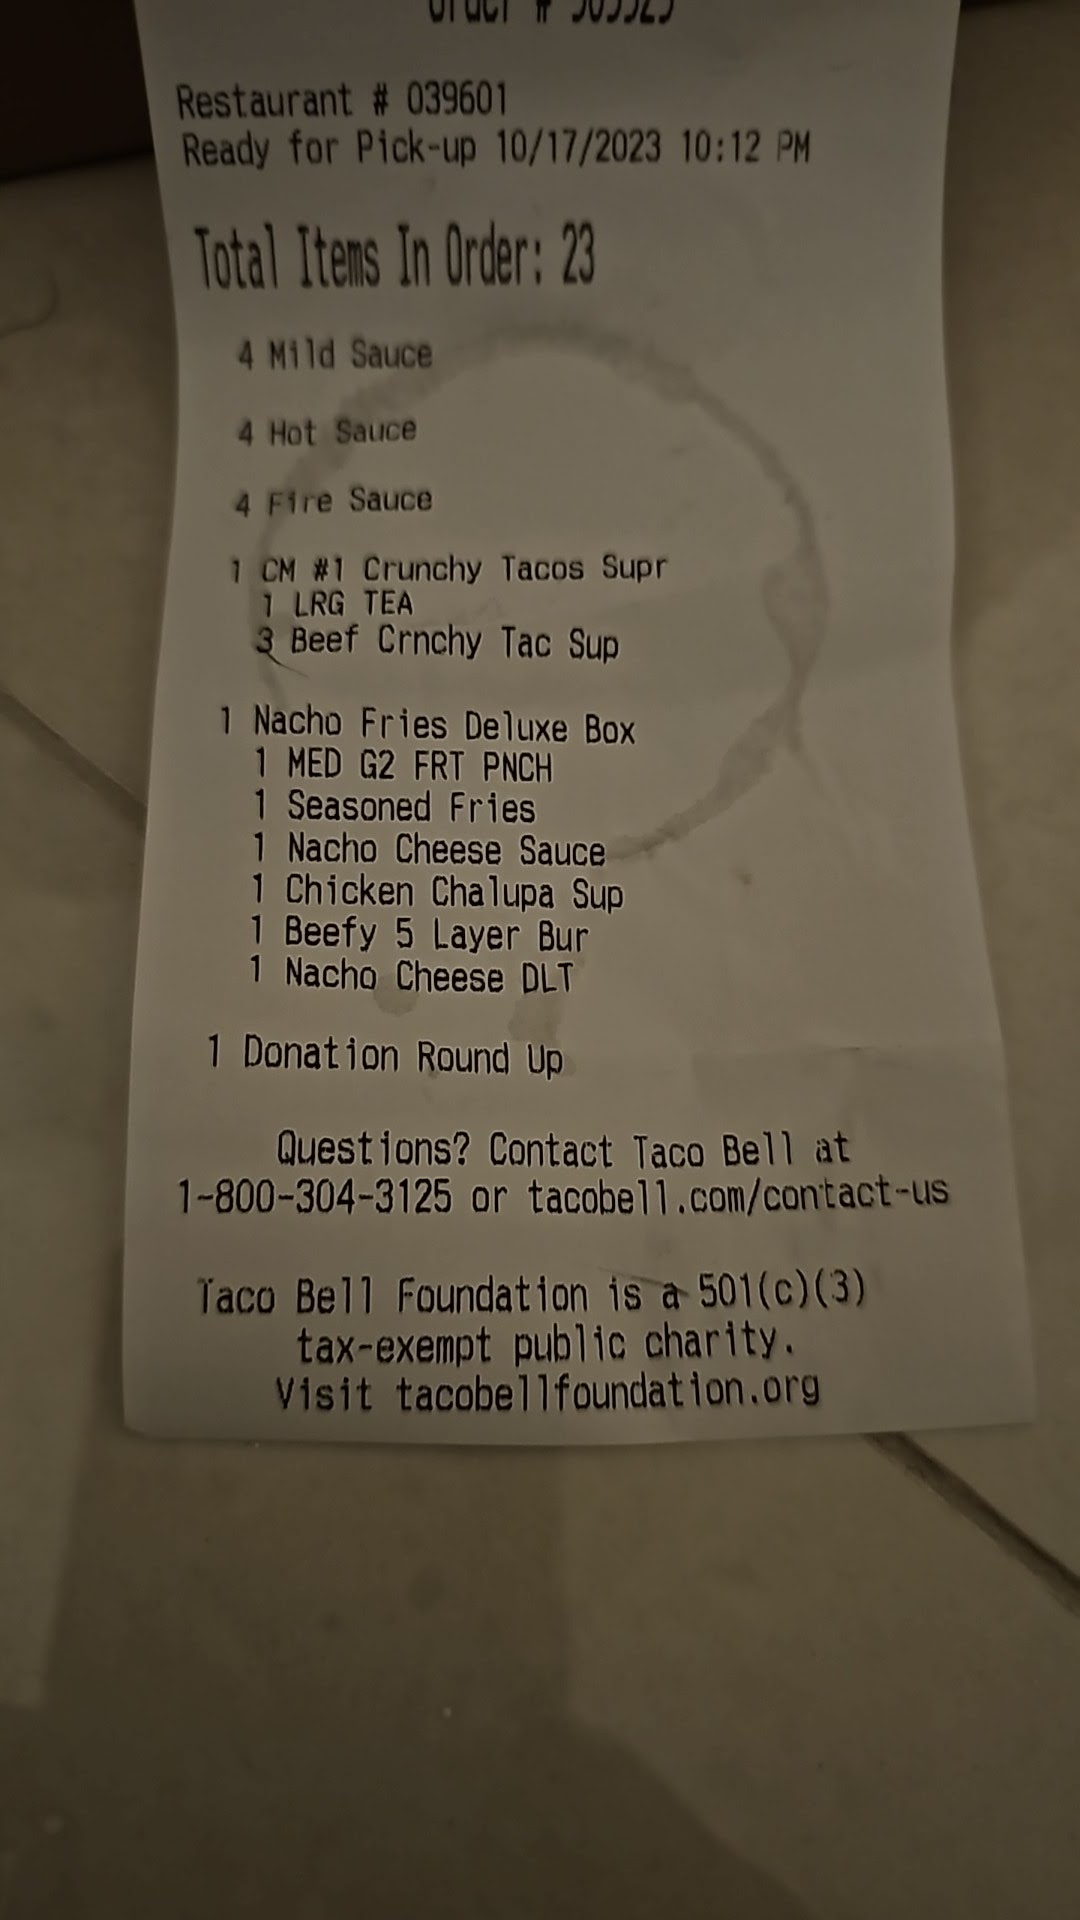 Order #
Restaurant # 039601
Ready for Pick-up 10/17/2023 10:12 PM
Total Items In Order: 23
4 Mild Sauce
4 Hot Sauce
4 Fire Sauce
1 CM #1 Crunchy Tacos Supr
1 LRG TEA
3 Beef Crnchy Tac Sup
1 Nacho Fries Deluxe Box
1 MED G2 FRT PNCH
1 Seasoned Fries
1 Nacho Cheese Sauce
1 Chicken Chalupa Sup
1 Beefy 5 Layer Bur
1 Nacho Cheese DLT
1 Donation Round Up
Questions? Contact Taco Bell at
1-800-304-3125 or tacobell.com/contact-us
Taco Bell Foundation is a 501(c)(3)
tax-exempt public charity.
Visit tacobellfoundation.org